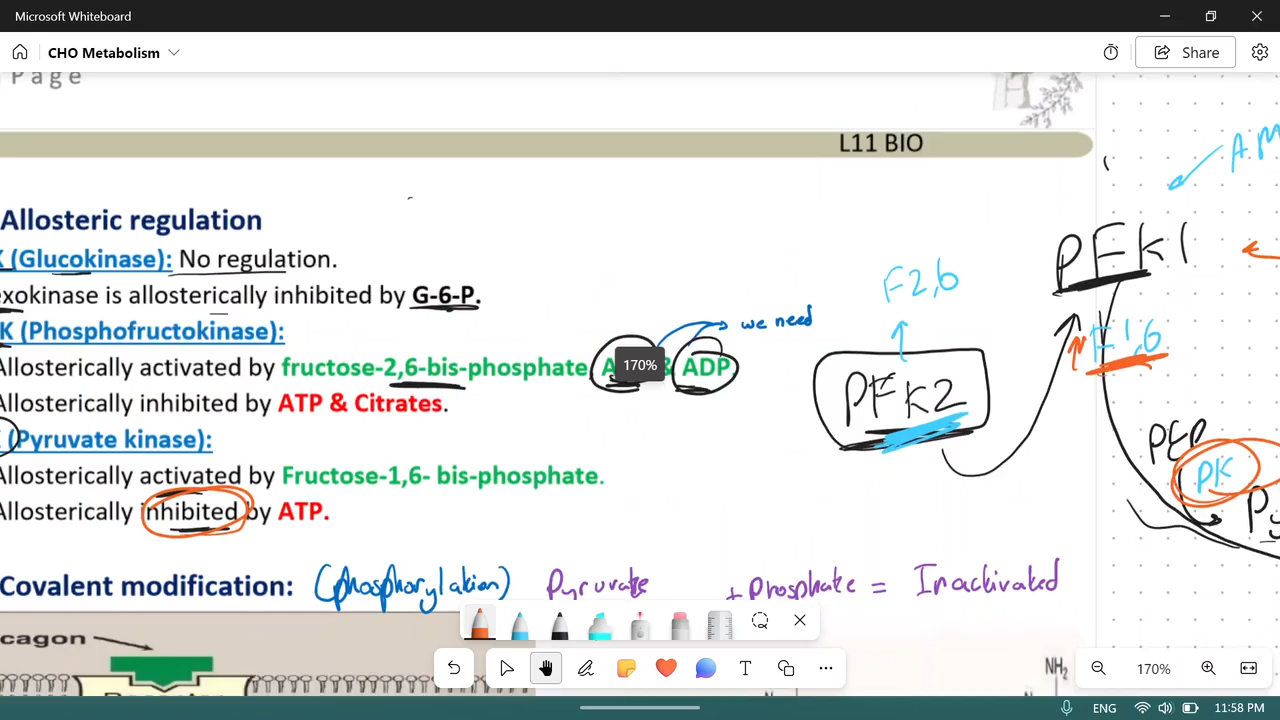 Microsoft Whiteboard
CHO Metabolism
Share
Page
L11 BIO
AM
Allosteric regulation
K (Glucokinase): No regulation.
exokinase is allosterically inhibited by G-6-P.
K (Phosphofructokinase):
Allosterically activated by fructose-2,6-bis-phosphate, A & ADP
170%
we need
Allosterically inhibited by ATP & Citrates.
(Pyruvate kinase):
Allosterically activated by Fructose-1,6- bis-phosphate.
Allosterically inhibited by ATP.
F2,6
PFK2
PFK1
F1,6
PEP
PK
Covalent modification: (phosphorylation) Pyruvate + Phosphate = Inactivated
cagon
NH2
N
170%
ENG
11:58 PM